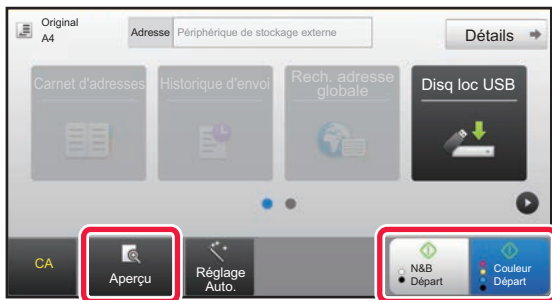 Original
A4
Adresse
Périphérique de stockage externe
Détails
Carnet d'adresses
Historique d'envoi
Rech. adresse
globale
Disq loc USB
CA
Aperçu
Réglage
Auto.
N&B
Départ
Couleur
Départ